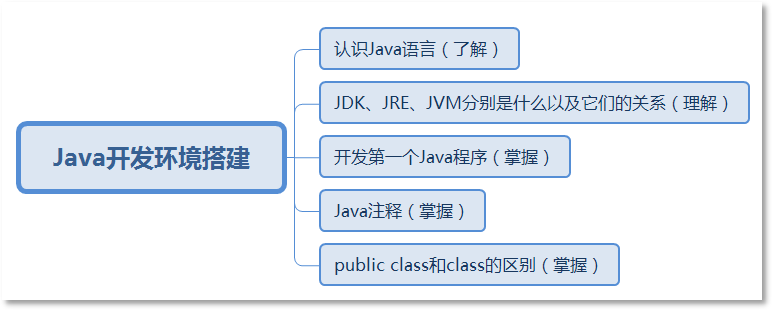 Java开发环境搭建
认识Java语言（了解）
JDK、JRE、JVM分别是什么以及它们的关系（理解）
开发第一个Java程序（掌握）
Java注释（掌握）
public class和class的区别（掌握）